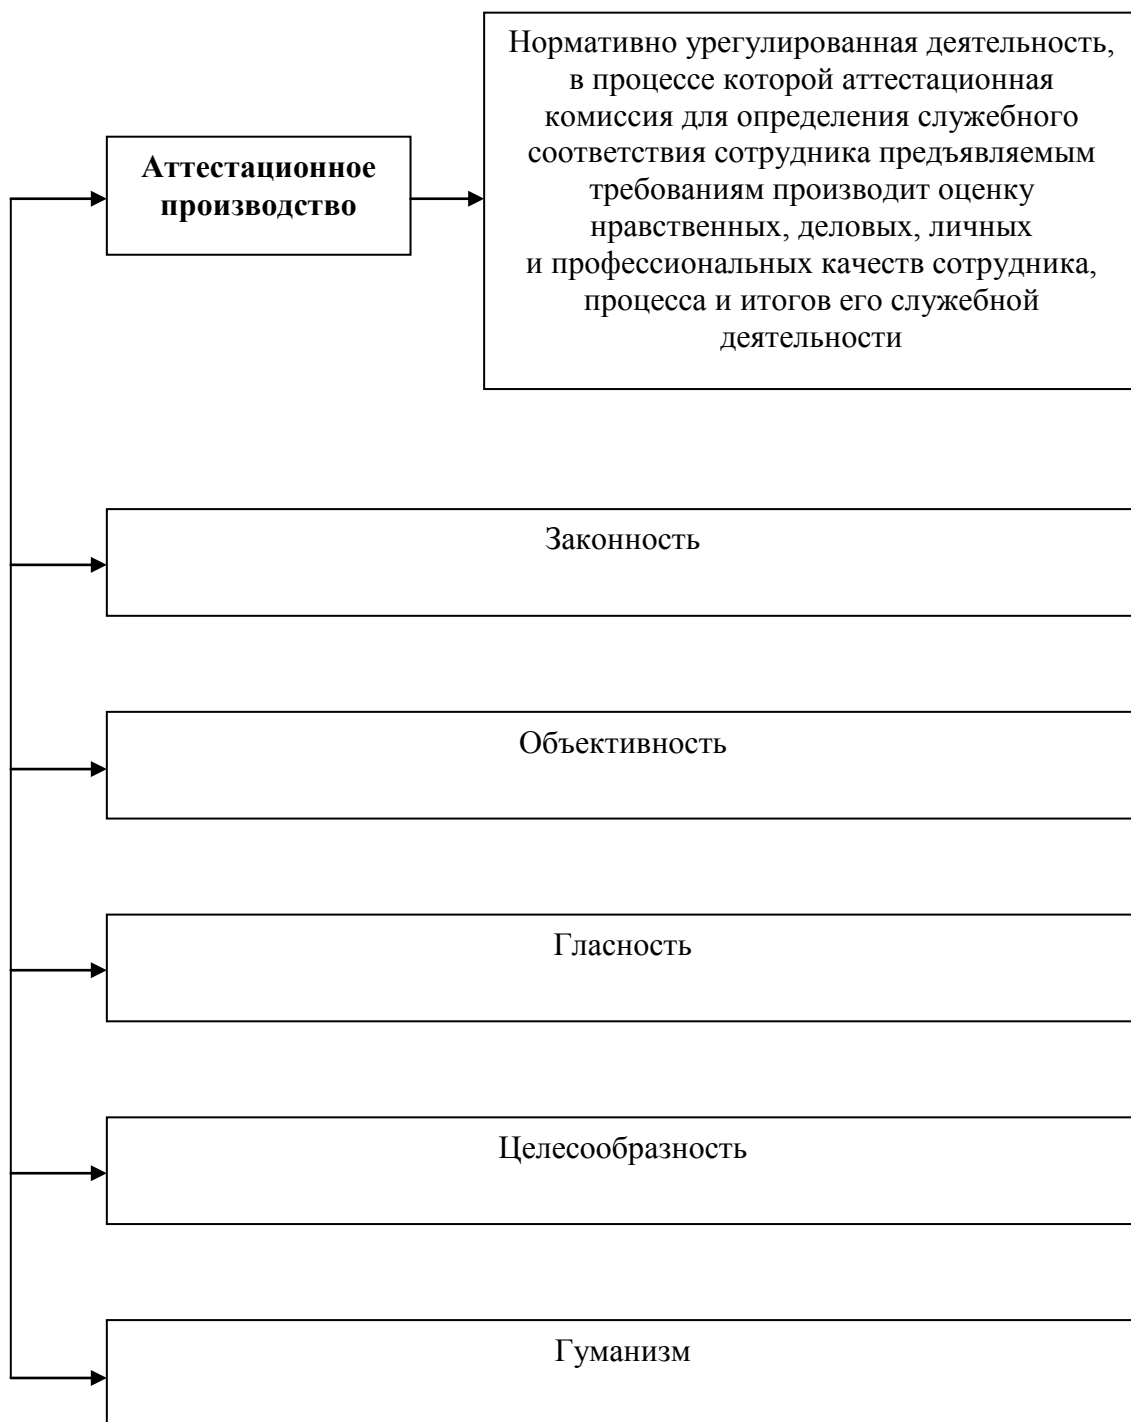 Нормативно урегулированная деятельность,
в процессе которой аттестационная
комиссия для определения служебного
соответствия сотрудника предъявляемым
требованиям производит оценку
нравственных, деловых, личных
и профессиональных качеств сотрудника,
процесса и итогов его служебной
деятельности
Аттестационное
производство
Законность
Объективность
Гласность
Целесообразность
Гуманизм